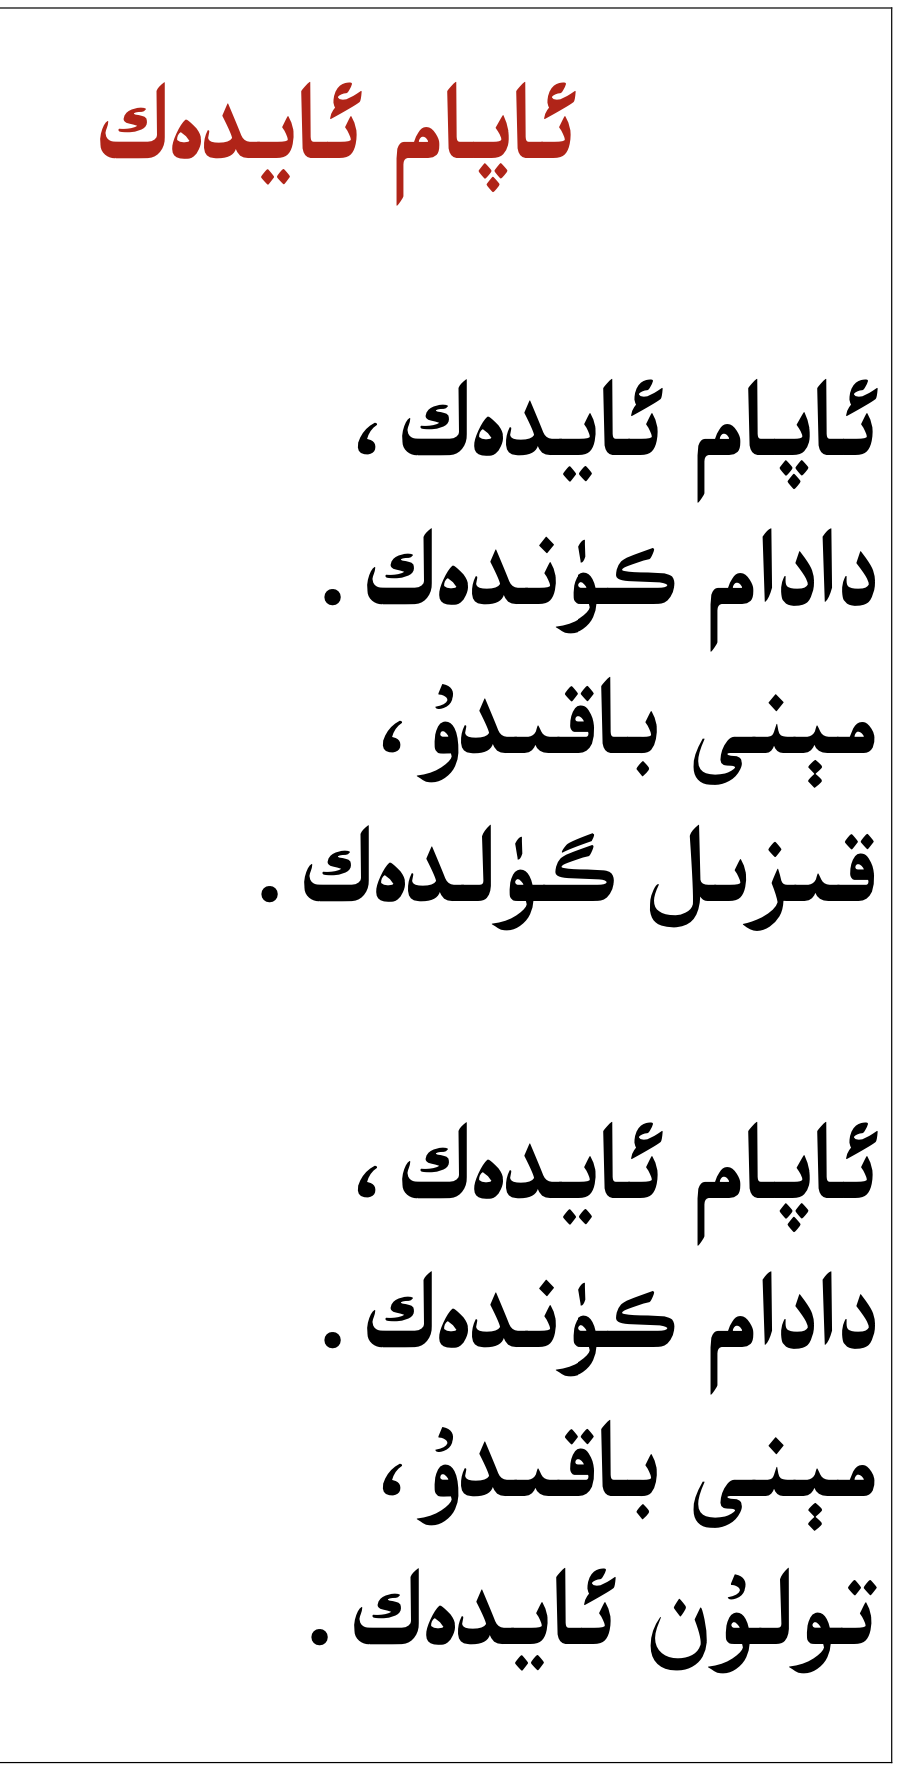 ئاپام ئايدەك
ئاپام ئايدەك ،
دادام كۈندەك .
مېنى باقىدۇ ،
قىزىل گۈلدەك .
ئاپام ئايدەك ،
دادام كۈندەك .
مېنى باقىدۇ ،
تولۇن ئايدەك .